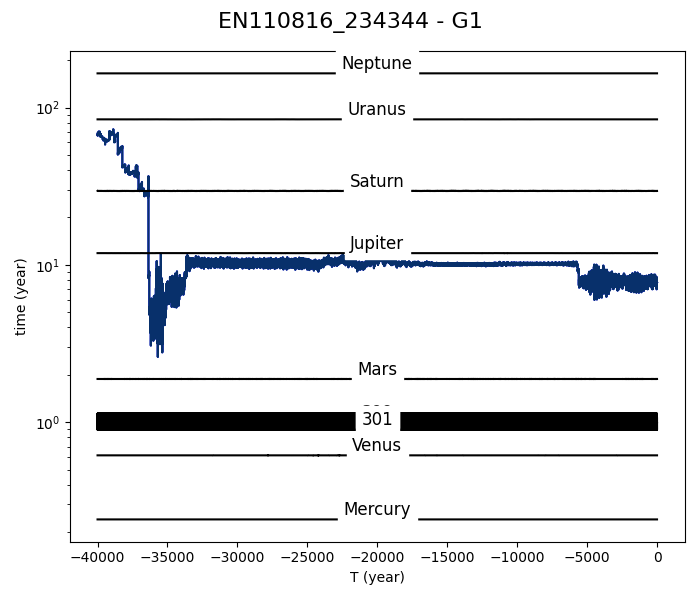 EN110816_234344 - G1
Neptune
10²
Uranus
Saturn
Jupiter
10¹
time (year)
Mars
10⁰
301
Venus
Mercury
−40000 −35000 −30000 −25000 −20000 −15000 −10000 −5000 0
T (year)